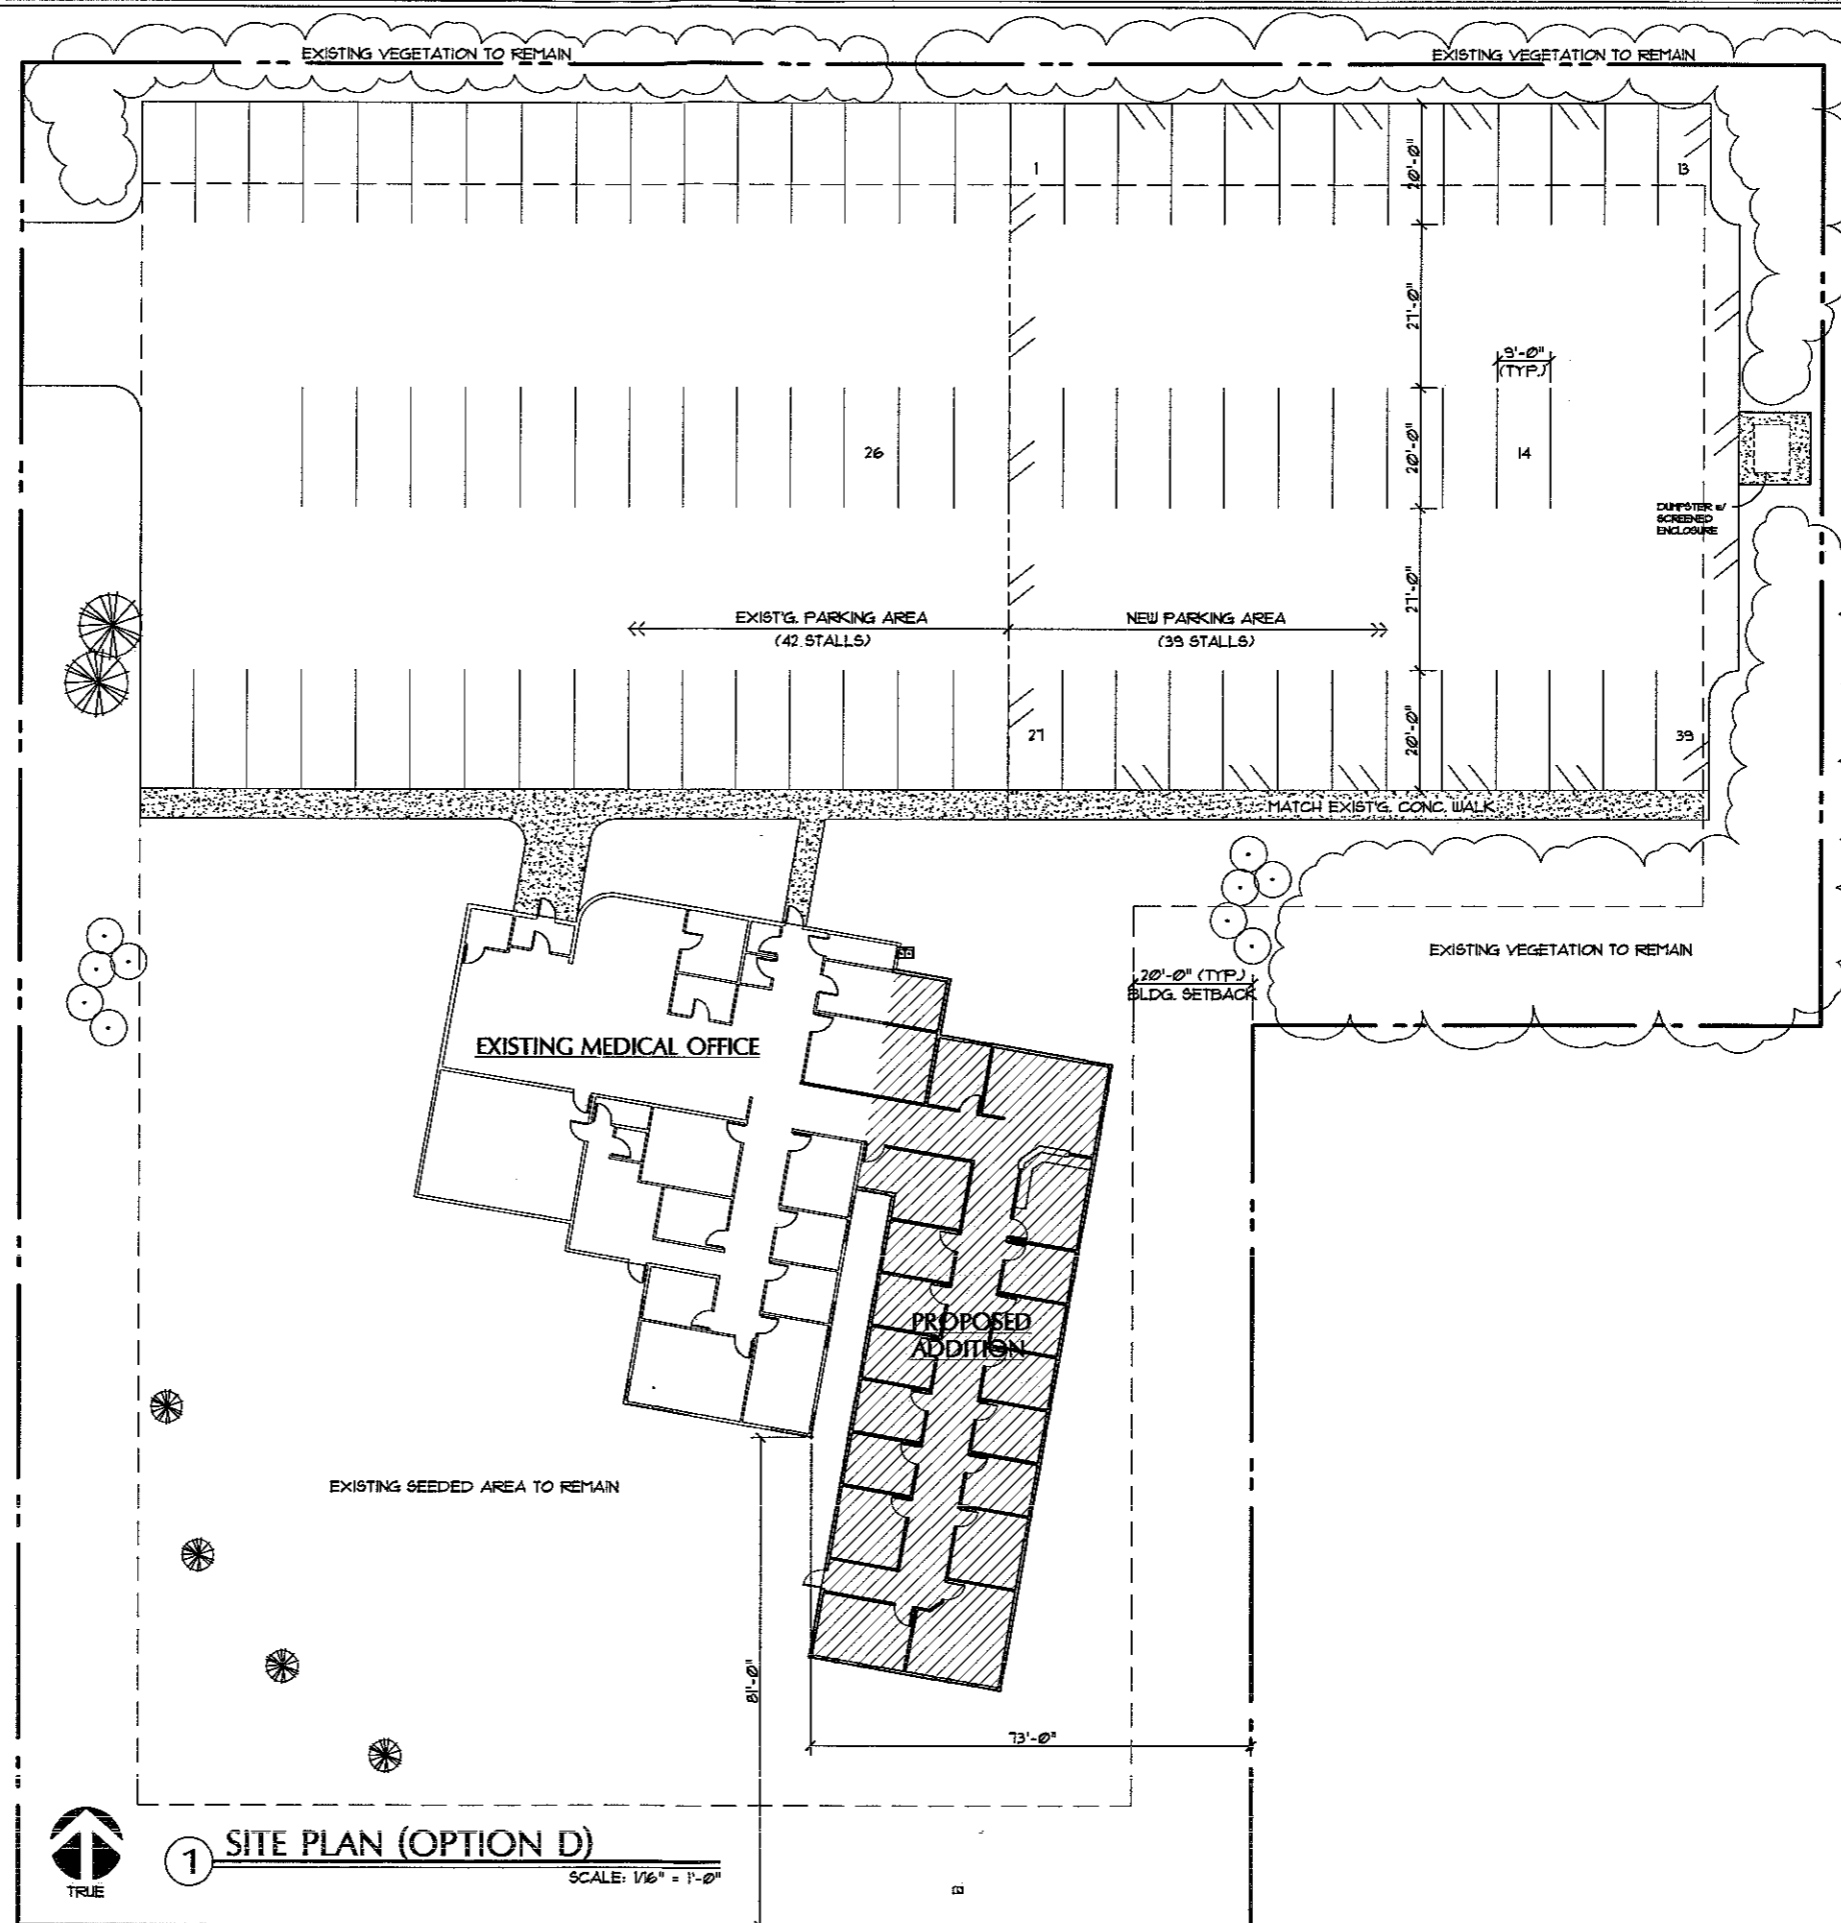 EXISTING VEGETATION TO REMAIN
EXISTING VEGETATION TO REMAIN
1
13
20'-0"
27'-0"
9'-0"
(TYP.)
26
20'-0"
14
DUMPSTER w/
SCREENED
ENCLOSURE
27'-0"
EXIST'G. PARKING AREA
(42 STALLS)
NEW PARKING AREA
(39 STALLS)
27
20'-0"
39
MATCH EXIST'G. CONC. WALK
EXISTING VEGETATION TO REMAIN
20'-0" (TYP.)
BLDG. SETBACK
EXISTING MEDICAL OFFICE
PROPOSED
ADDITION
EXISTING SEEDED AREA TO REMAIN
81'-0"
73'-0"
TRUE
1
SITE PLAN (OPTION D)
SCALE: 1/16" = 1'-0"